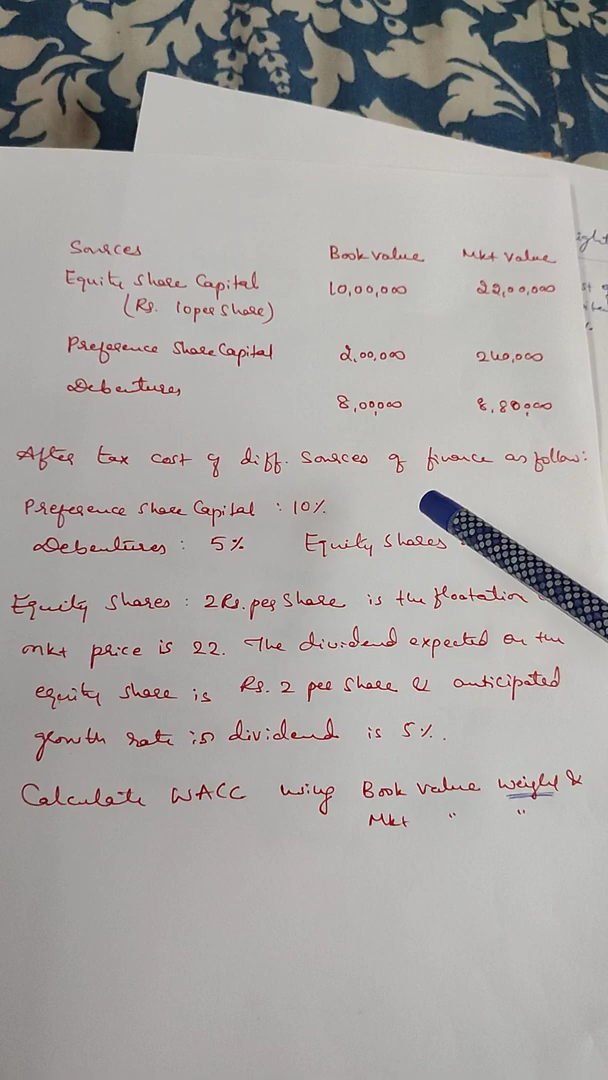 Sources Book value Mkt value
Equity Share Capital 10,00,000 22,00,000
(Rs. 10 per share)
Preference Share Capital 2,00,000 240,000
Debentures 8,00,000 8,80,000
After tax cost of diff. Sources of finance as follow:
Preference Share Capital : 10%
Debentures : 5% Equity Shares
Equity Shares : 2 Rs. per share is the floatation
mkt price is 22. The dividend expected on the
equity share is Rs. 2 per share & anticipated
growth rate in dividend is 5%.
Calculate WACC using Book value weight &
Mkt " "